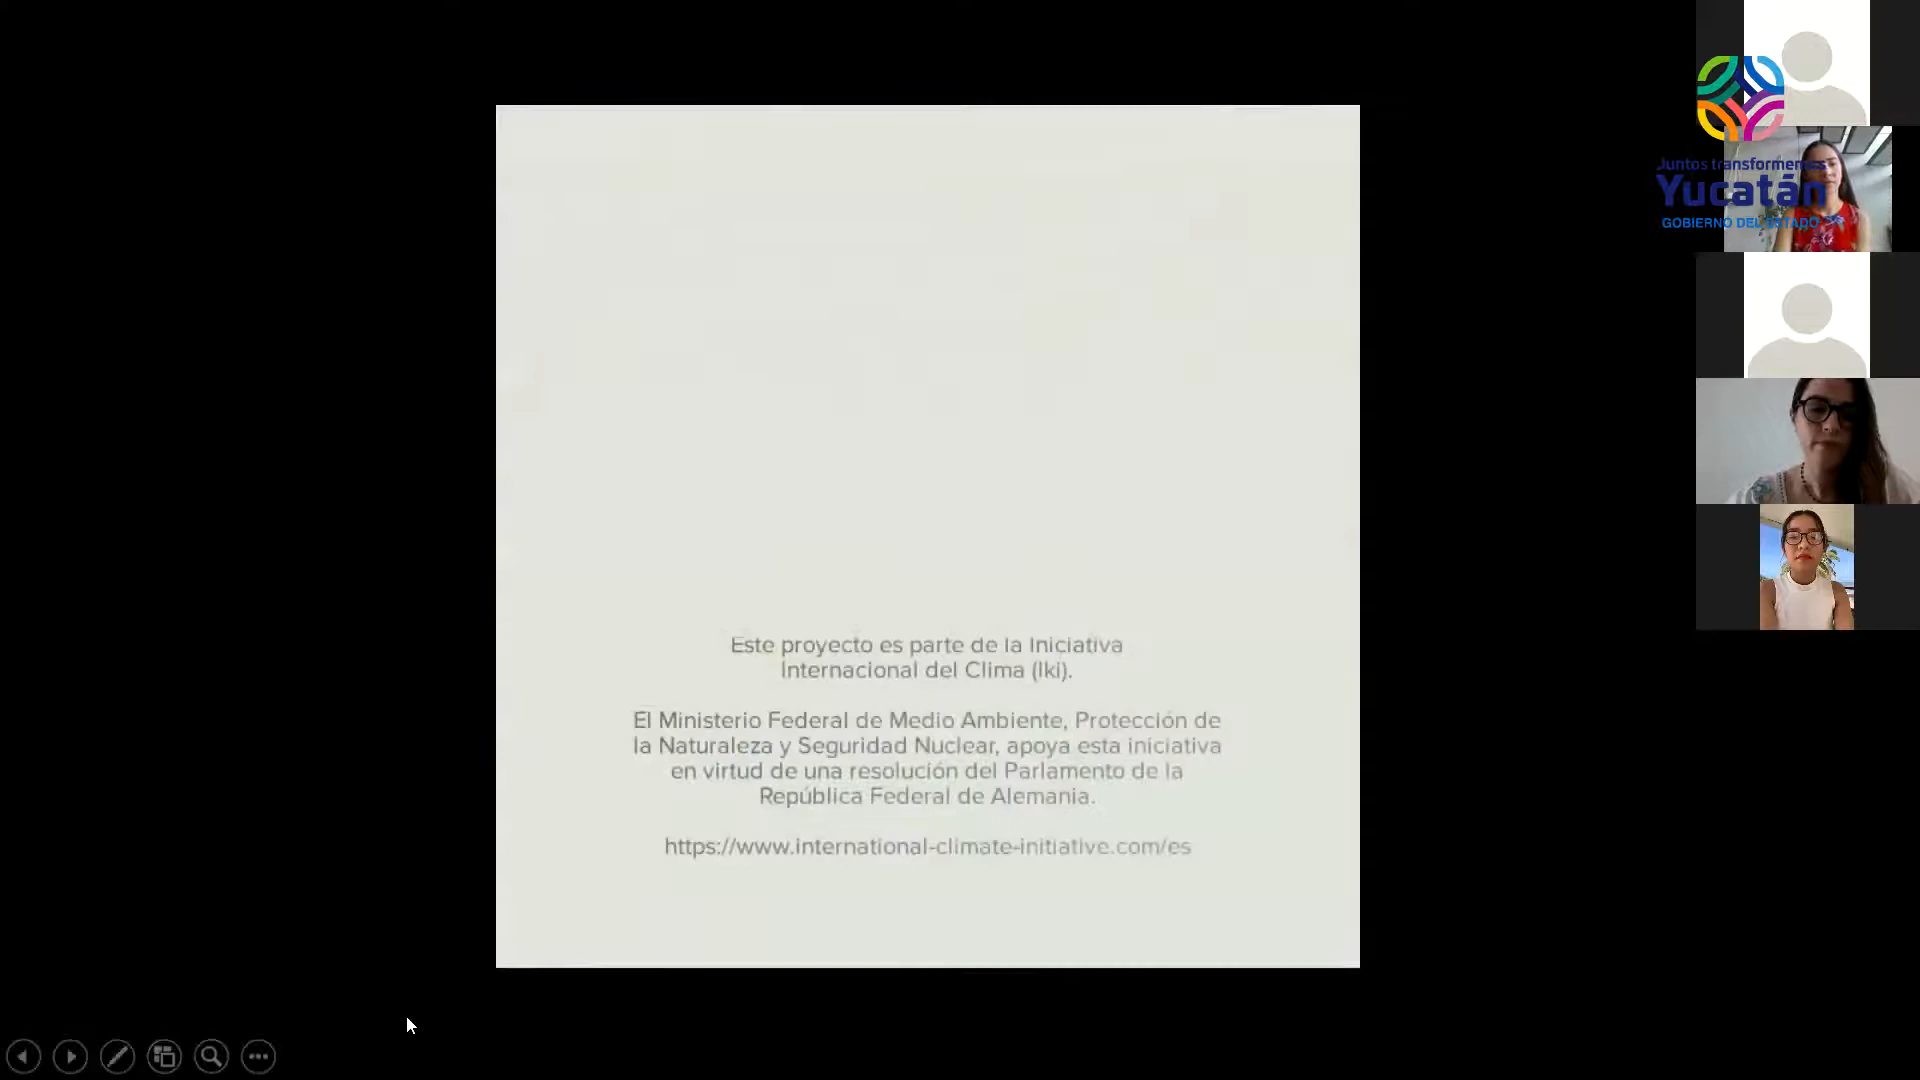 Juntos transformemos
Yucatán
GOBIERNO DEL ESTADO
Este proyecto es parte de la Iniciativa
Internacional del Clima (Iki).
El Ministerio Federal de Medio Ambiente, Protección de
la Naturaleza y Seguridad Nuclear, apoya esta iniciativa
en virtud de una resolución del Parlamento de la
República Federal de Alemania.
https://www.international-climate-initiative.com/es